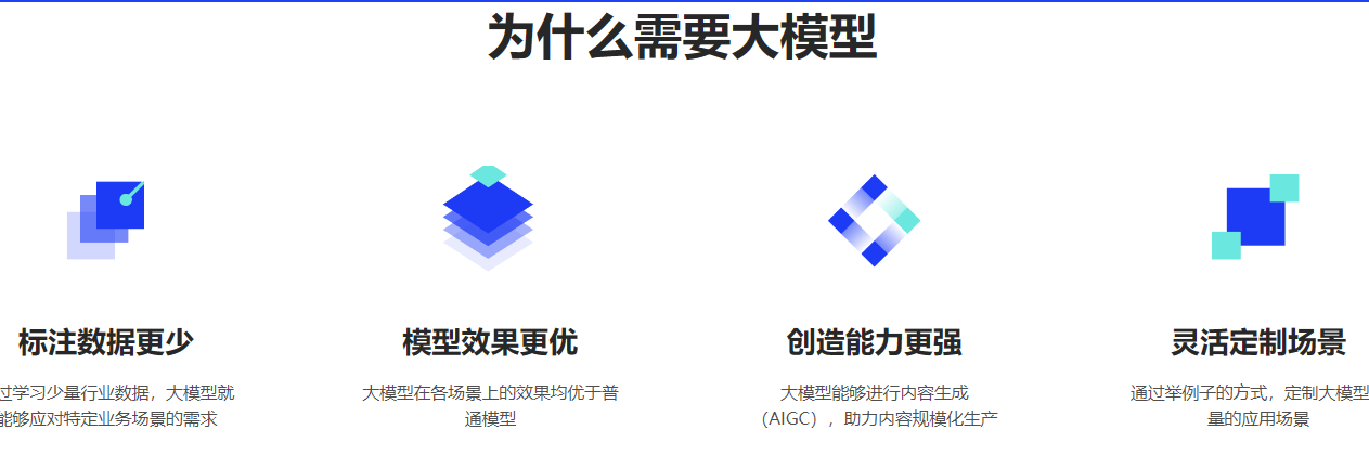 为什么需要大模型
标注数据更少
过学习少量行业数据，大模型就
能够应对特定业务场景的需求
模型效果更优
大模型在各场景上的效果均优于普
通模型
创造能力更强
大模型能够进行内容生成
（AIGC），助力内容规模化生产
灵活定制场景
通过举例子的方式，定制大模型
量的应用场景